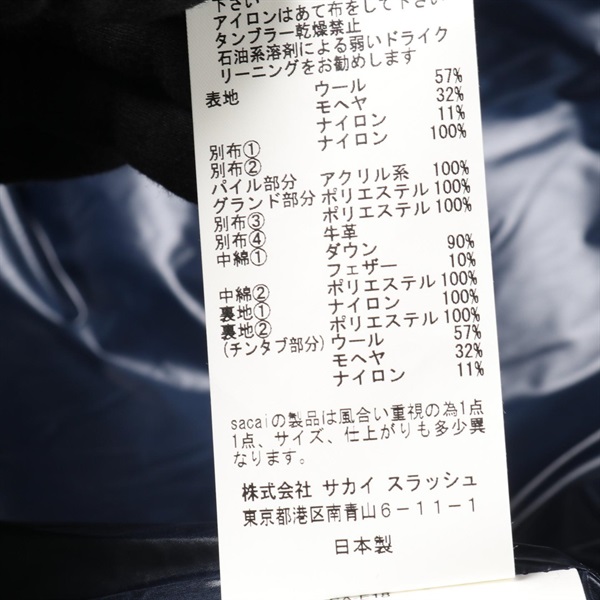 下さい
アイロンはあて布をして下さい
タンブラー乾燥禁止
石油系溶剤による弱いドライク
リーニングをお勧めします
表地 ウール 57%
モヘヤ 32%
ナイロン 11%
別布① ナイロン 100%
別布②
パイル部分 アクリル系 100%
グランド部分 ポリエステル 100%
別布③ ポリエステル 100%
別布④ 牛革
中綿① ダウン 90%
フェザー 10%
中綿② ポリエステル 100%
裏地① ナイロン 100%
裏地② ポリエステル 100%
(チンタブ部分) ウール 57%
モヘヤ 32%
ナイロン 11%
sacaiの製品は風合い重視の為1点
1点、サイズ、仕上がりも多少異
なります。
株式会社 サカイ スラッシュ
東京都港区南青山6-11-1
日本製